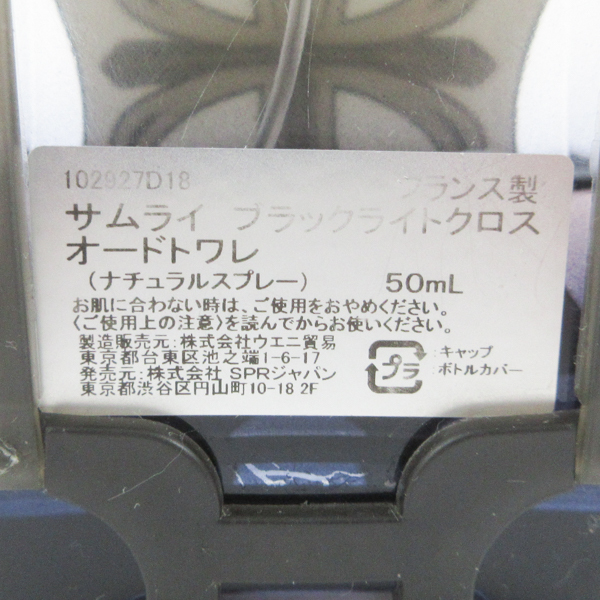 102927D18 フランス製
サムライ ブラックライトクロス
オードトワレ
（ナチュラルスプレー） 50mL
お肌に合わない時は、ご使用をおやめください。
〈ご使用上の注意〉を読んでからお使いください。
製造販売元:株式会社ウエニ貿易
東京都台東区池之端1-6-17
発売元:株式会社 SPRジャパン
東京都渋谷区円山町10-18 2F
プラ
:キャップ
:ボトルカバー